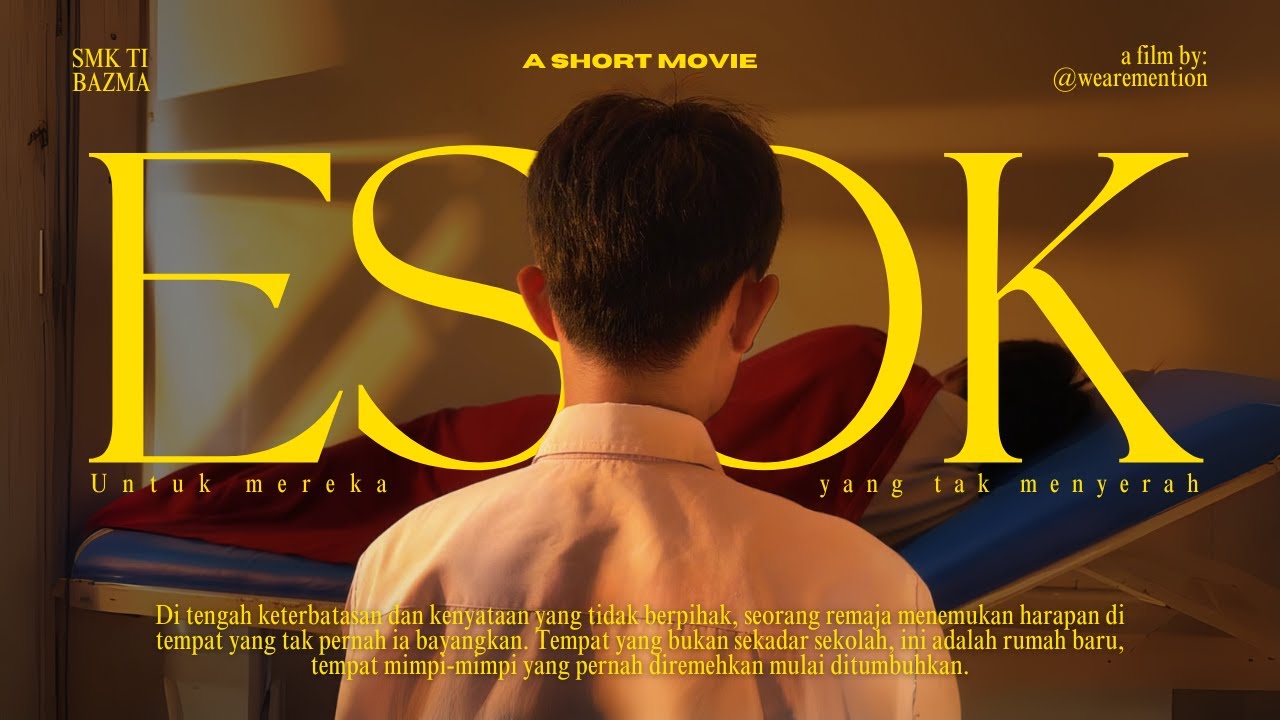 SMK TI
BAZMA
A SHORT MOVIE
a film by:
@wearemention
ESOK
Untuk mereka yang tak menyerah
Di tengah keterbatasan dan kenyataan yang tidak berpihak, seorang remaja menemukan harapan di
tempat yang tak pernah ia bayangkan. Tempat yang bukan sekadar sekolah, ini adalah rumah baru,
tempat mimpi-mimpi yang pernah diremehkan mulai ditumbuhkan.